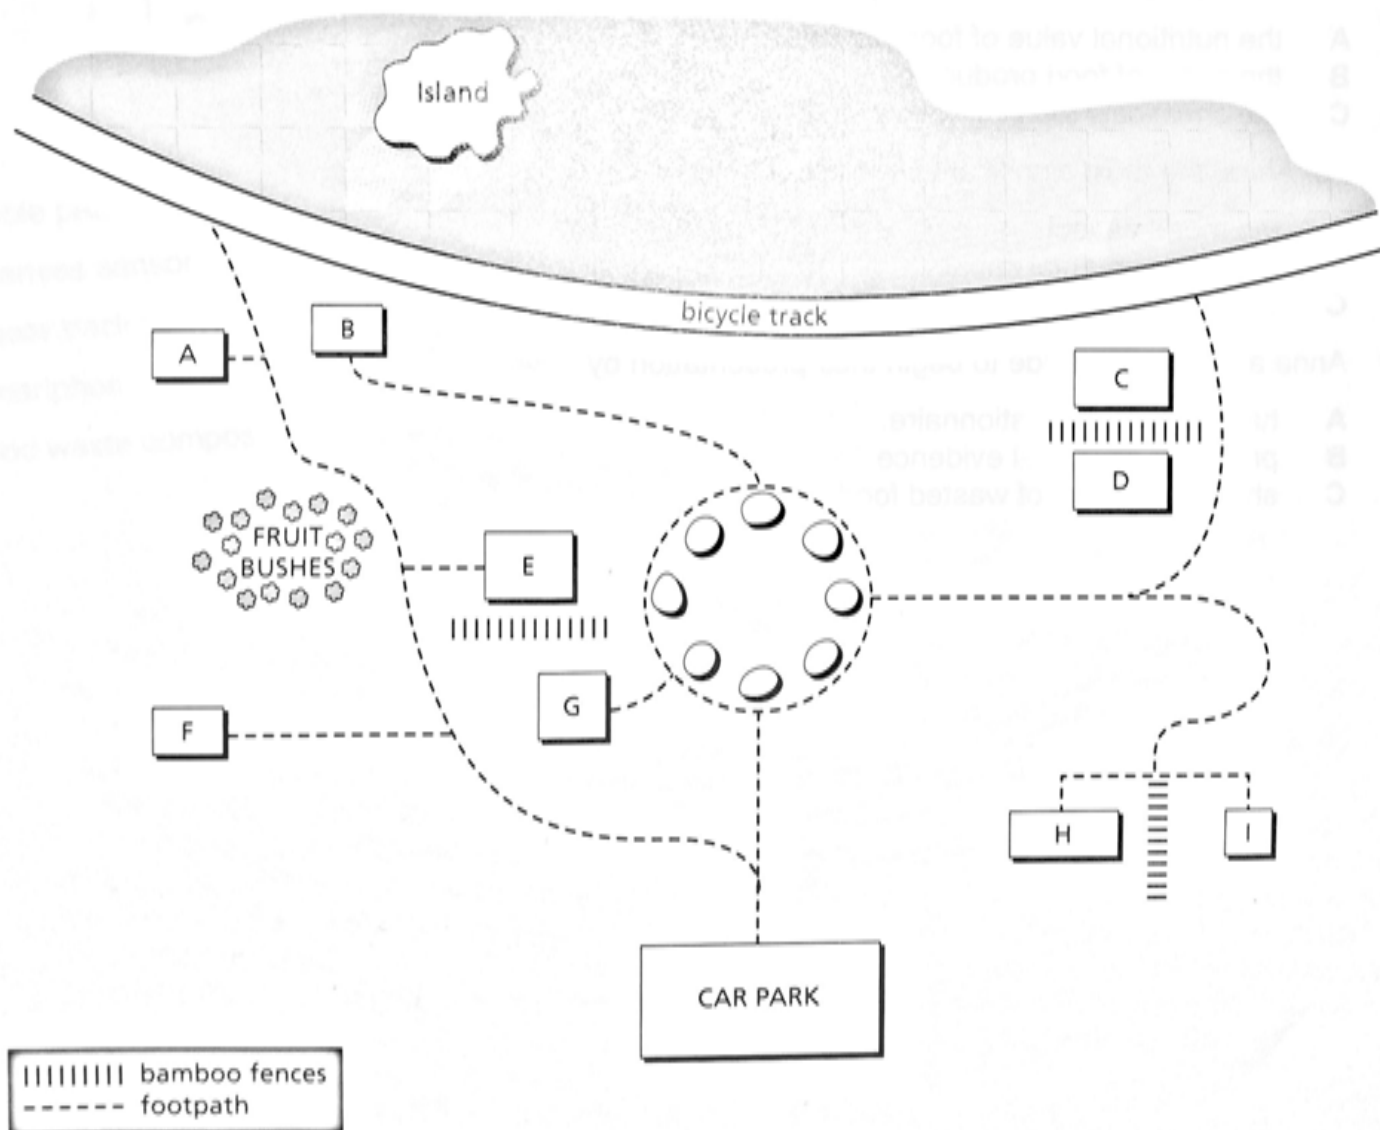 Island
bicycle track
A
B
C
D
FRUIT
BUSHES
E
G
F
H
I
CAR PARK
bamboo fences
footpath